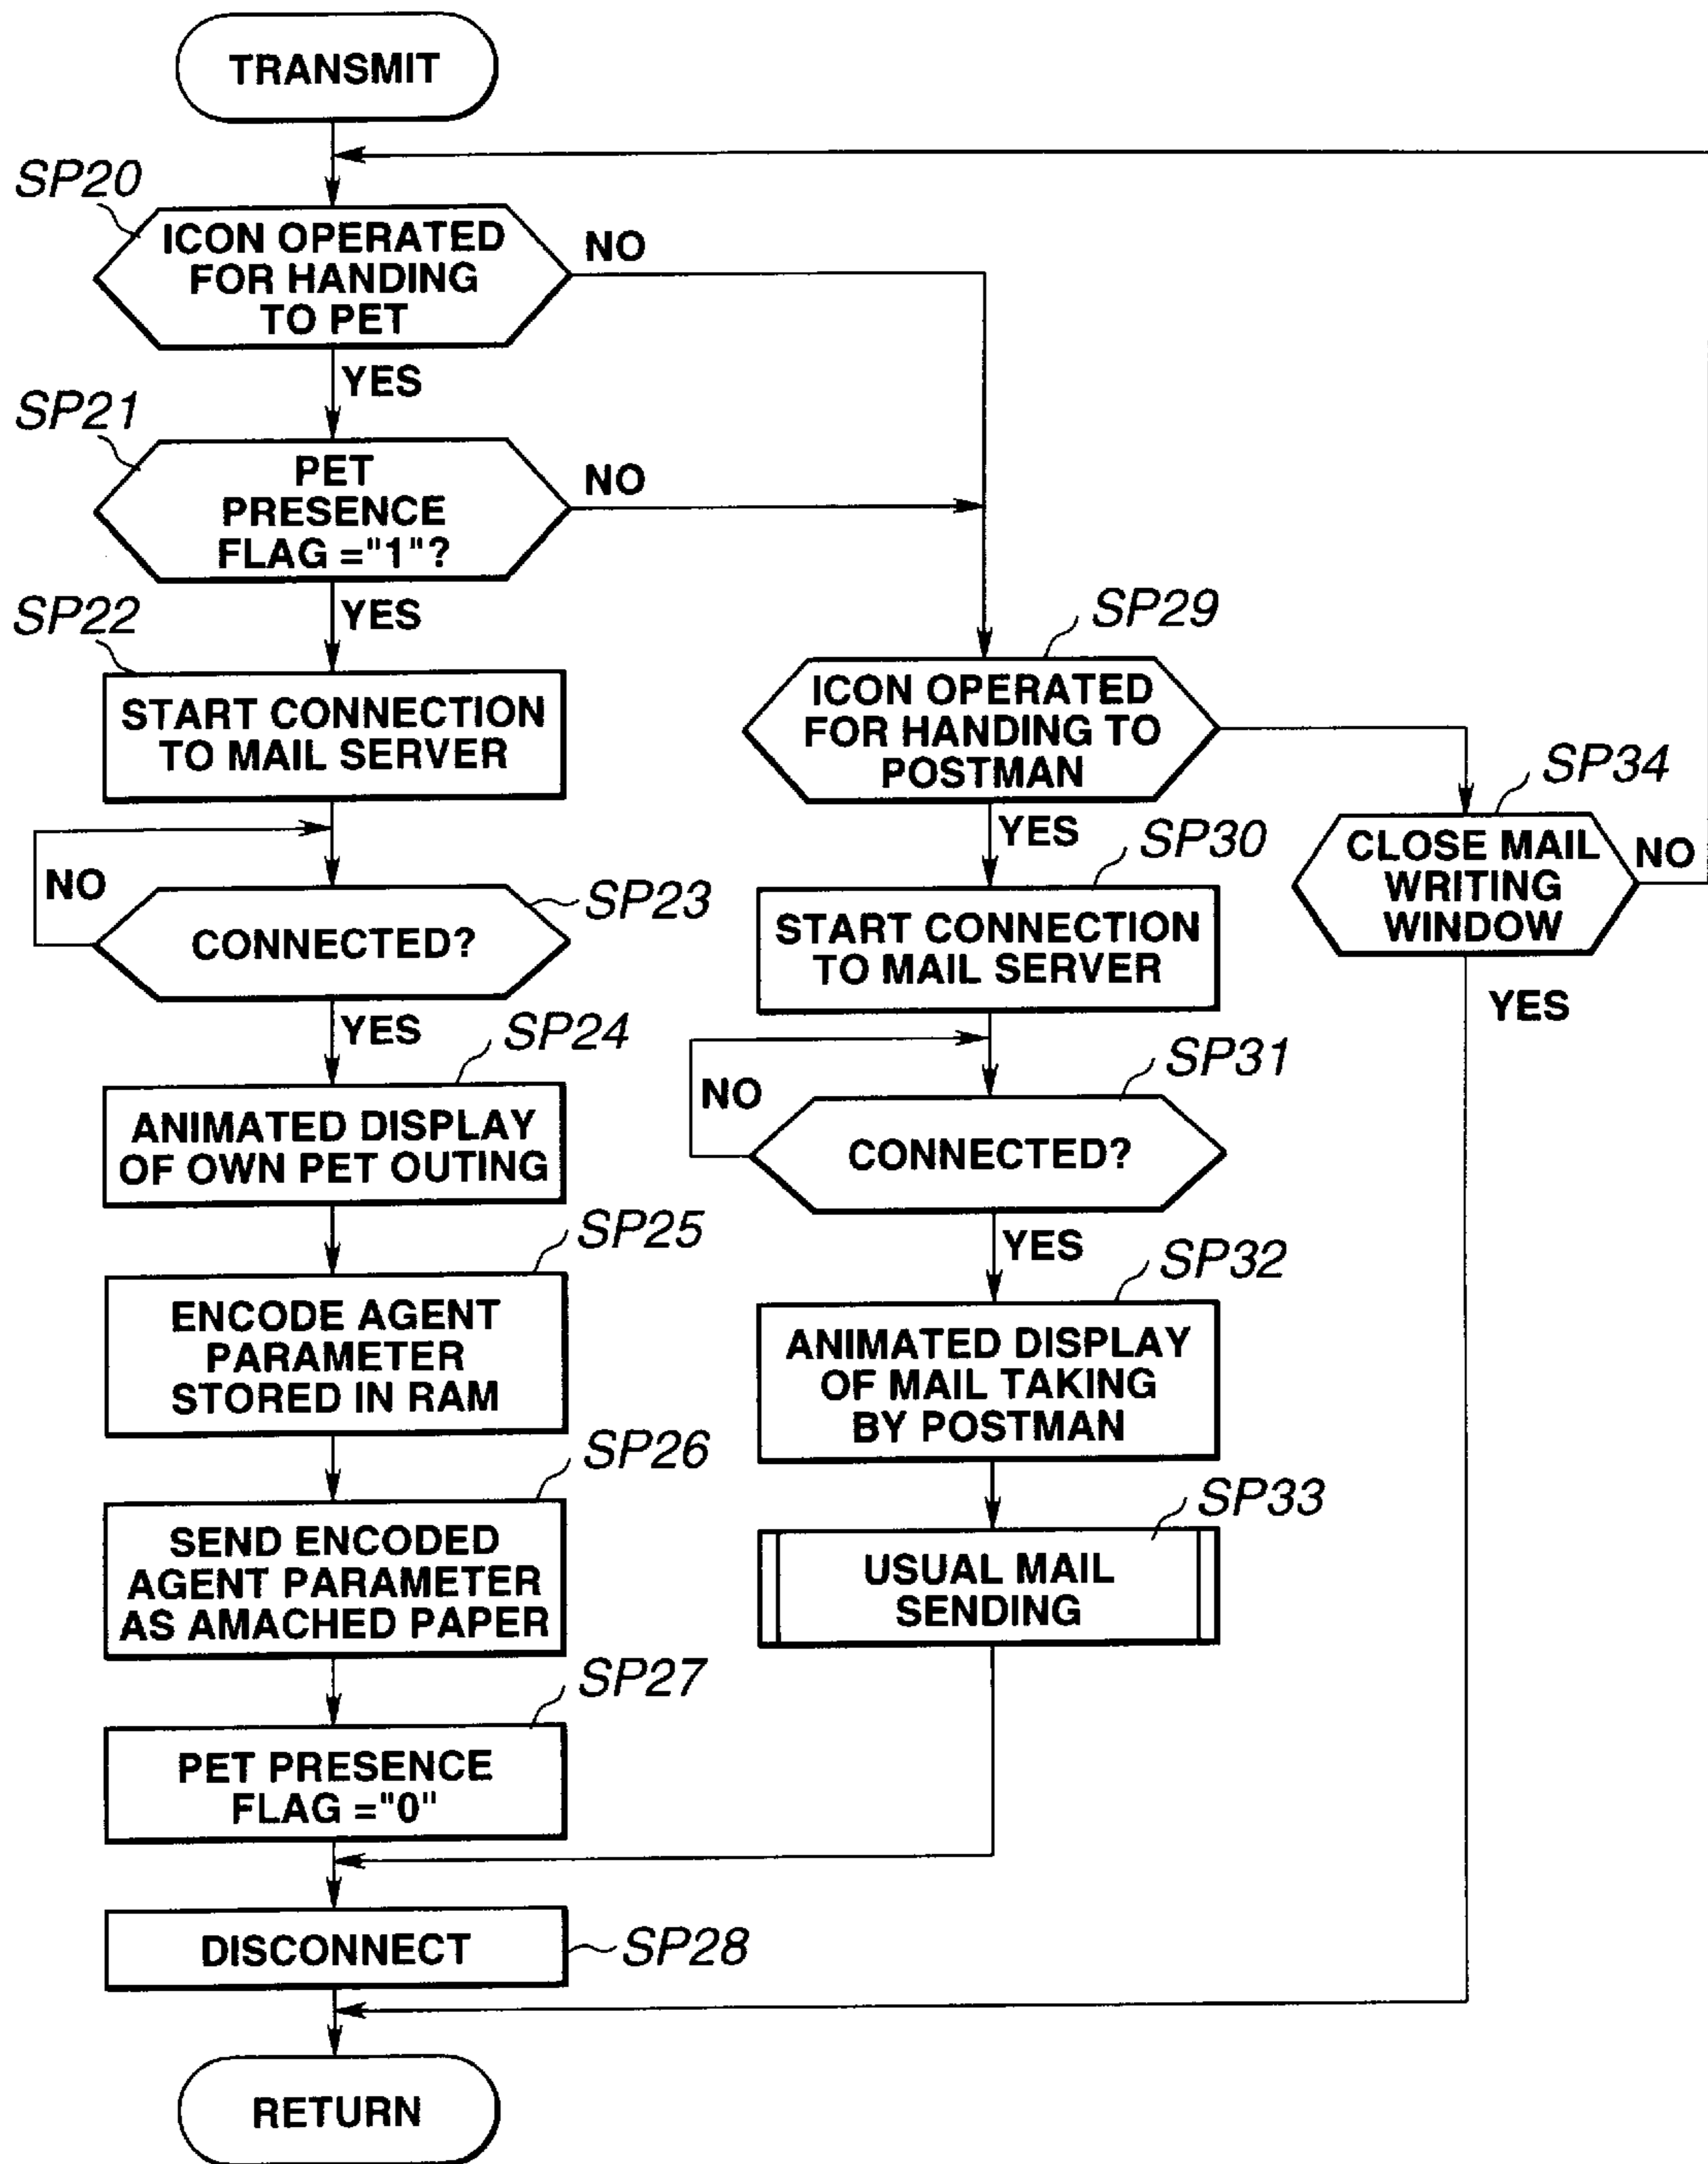 TRANSMIT
SP20
ICON OPERATED
FOR HANDING
TO PET
NO
YES
SP21
PET
PRESENCE
FLAG ="1"?
NO
YES
SP22
START CONNECTION
TO MAIL SERVER
NO
SP23
CONNECTED?
YES
SP24
ANIMATED DISPLAY
OF OWN PET OUTING
SP25
ENCODE AGENT
PARAMETER
STORED IN RAM
SP26
SEND ENCODED
AGENT PARAMETER
AS AMACHED PAPER
SP27
PET PRESENCE
FLAG ="0"
DISCONNECT
SP28
RETURN
SP29
ICON OPERATED
FOR HANDING TO
POSTMAN
YES
SP30
START CONNECTION
TO MAIL SERVER
NO
SP31
CONNECTED?
YES
SP32
ANIMATED DISPLAY
OF MAIL TAKING
BY POSTMAN
SP33
USUAL MAIL
SENDING
SP34
CLOSE MAIL
WRITING
WINDOW
NO
YES